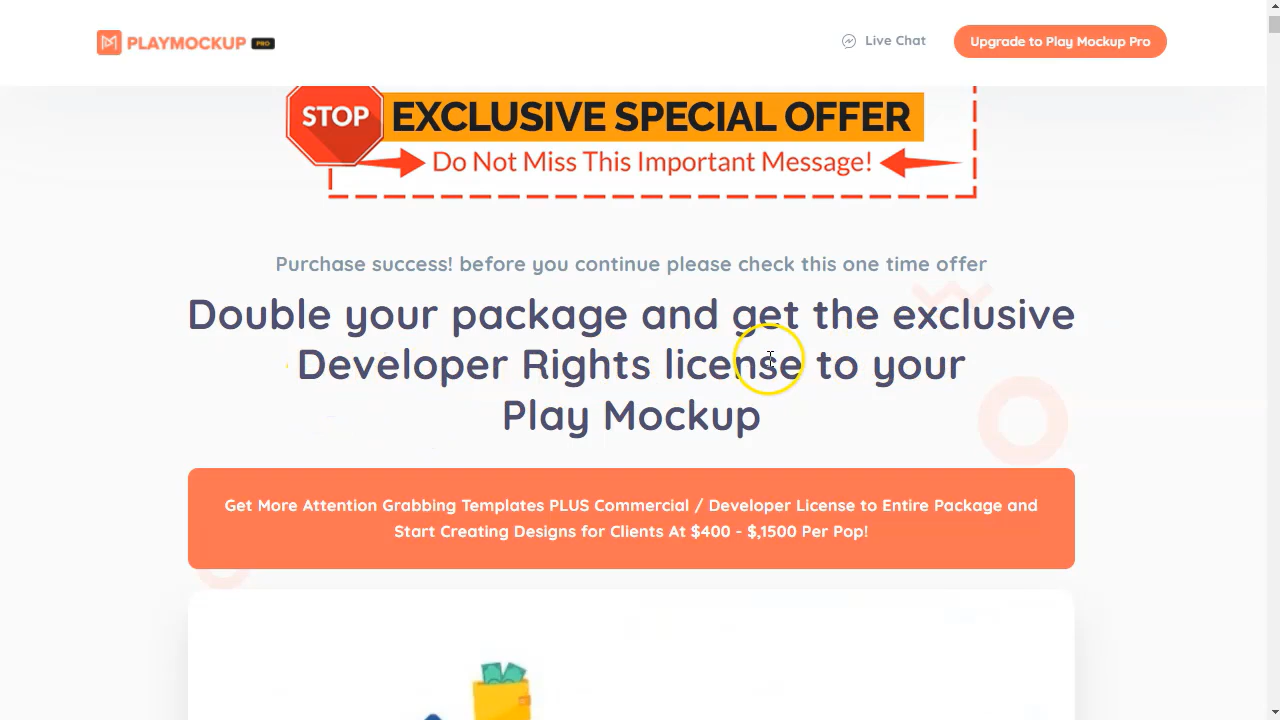 PLAYMOCKUP PRO
Live Chat
Upgrade to Play Mockup Pro
STOP
EXCLUSIVE SPECIAL OFFER
Do Not Miss This Important Message!
Purchase success! before you continue please check this one time offer
Double your package and get the exclusive
Developer Rights license to your
Play Mockup
Get More Attention Grabbing Templates PLUS Commercial / Developer License to Entire Package and
Start Creating Designs for Clients At $400 - $,1500 Per Pop!